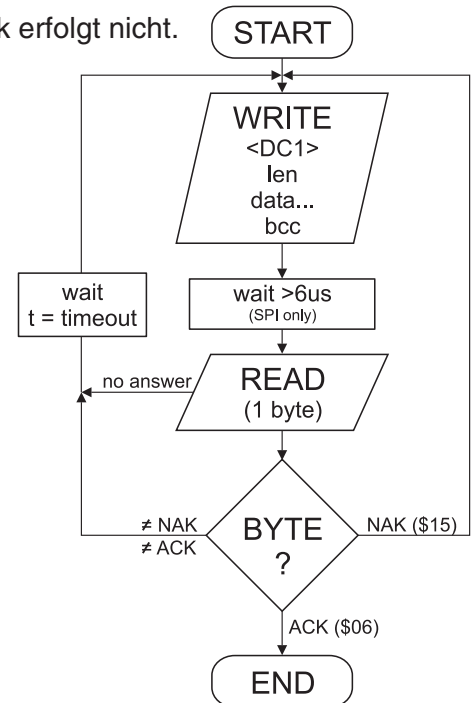 k erfolgt nicht.
START
WRITE
<DC1>
len
data...
bcc
wait
t = timeout
wait >6us
(SPI only)
no answer
READ
(1 byte)
≠ NAK
≠ ACK
BYTE
?
NAK ($15)
ACK ($06)
END